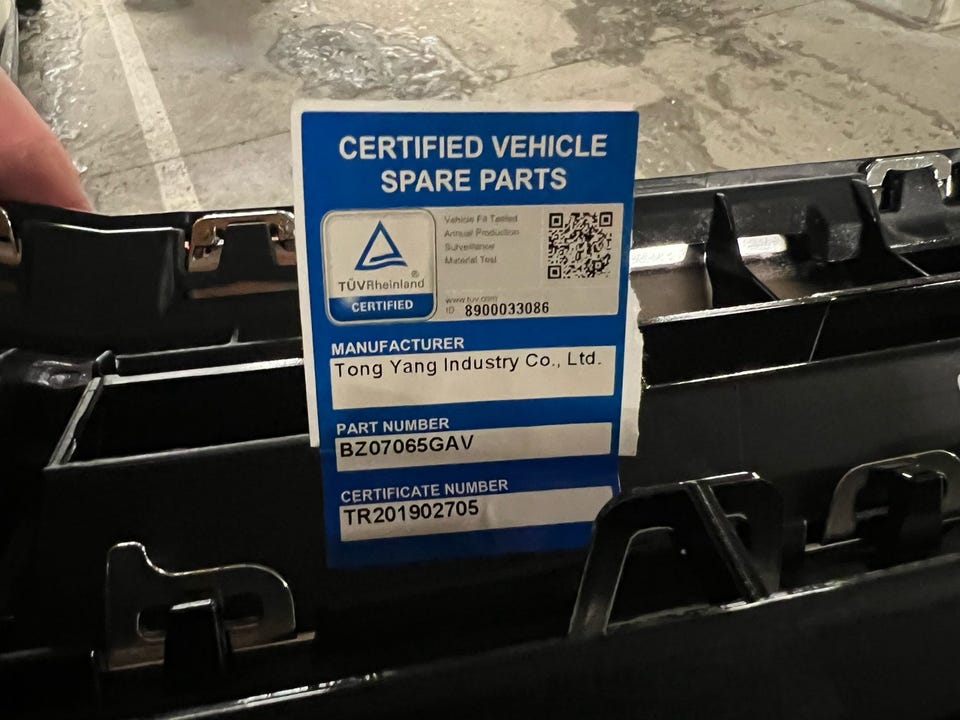 CERTIFIED VEHICLE
SPARE PARTS
TÜVRheinland®
CERTIFIED
Vehicle Fit Tested
Annual Production
Surveillance
Material Test
www.tuv.com
ID 8900033086
MANUFACTURER
Tong Yang Industry Co., Ltd.
PART NUMBER
BZ07065GAV
CERTIFICATE NUMBER
TR201902705